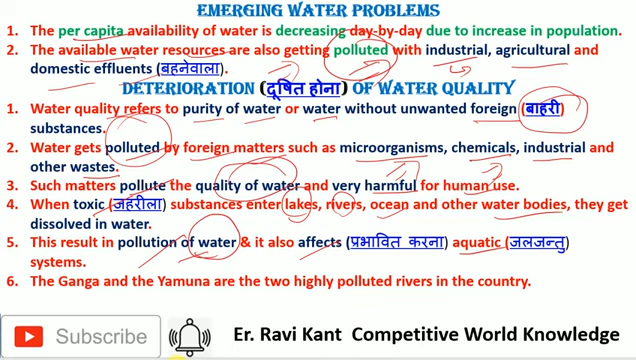 EMERGING WATER PROBLEMS
1. The per capita availability of water is decreasing day-by-day due to increase in population.
2. The available water resources are also getting polluted with industrial, agricultural and
domestic effluents (बहनेवाला).
DETERIORATION (दूषित होना) OF WATER QUALITY
1. Water quality refers to purity of water or water without unwanted foreign (बाहरी)
substances.
2. Water gets polluted by foreign matters such as microorganisms, chemicals, industrial and
other wastes.
3. Such matters pollute the quality of water and very harmful for human use.
4. When toxic (जहरीला) substances enter lakes, rivers, ocean and other water bodies, they get
dissolved in water.
5. This result in pollution of water & it also affects (प्रभावित करना) aquatic (जलजन्तु)
systems.
6. The Ganga and the Yamuna are the two highly polluted rivers in the country.
Subscribe
Er. Ravi Kant Competitive World Knowledge